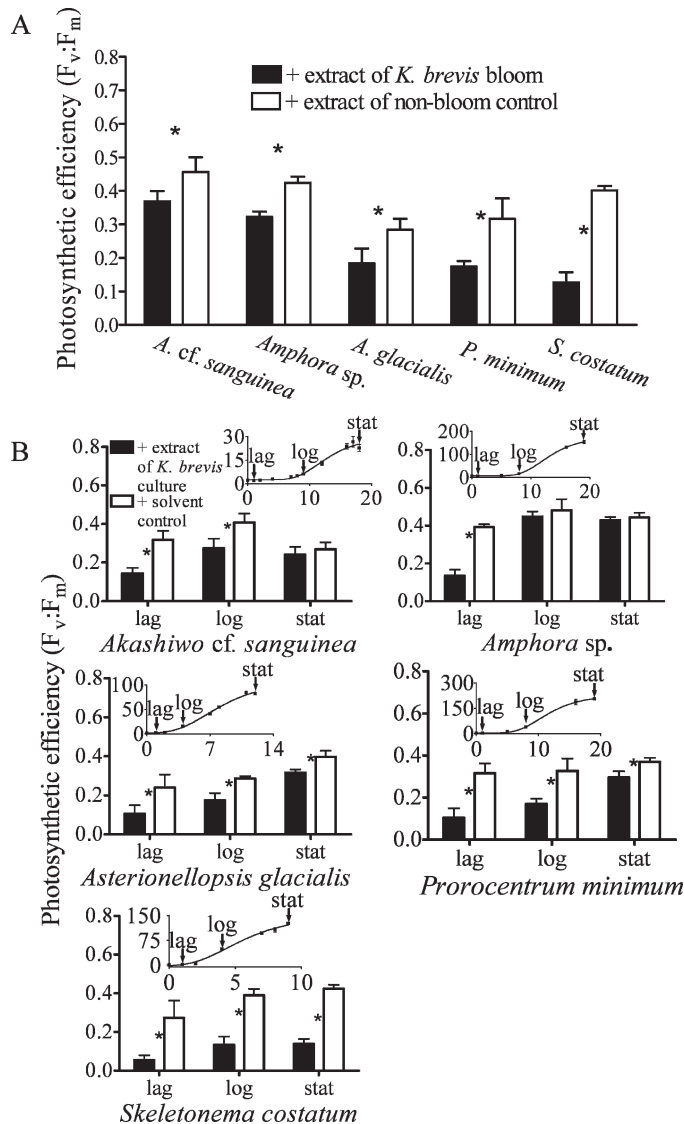 A
Photosynthetic efficiency (Fv:Fm)
0.8
0.7
0.6
0.5
0.4
0.3
0.2
0.1
0.0
+ extract of K. brevis bloom
+ extract of non-bloom control
* * * * *
A. cf. sanguinea
Amphora sp.
A. glacialis
P. minimum
S. costatum
B
Photosynthetic efficiency (Fv:Fm)
0.8
0.6
0.4
0.2
0.0
+ extract
of K. brevis
culture
+ solvent
control
30
15
0
0 10 20
lag log stat
* *
lag log stat
Akashiwo cf. sanguinea
0.8
0.6
0.4
0.2
0.0
200
100
0
0 10 20
lag log stat
*
lag log stat
Amphora sp.
0.8
0.6
0.4
0.2
0.0
100
50
0
0 7 14
lag log stat
* * *
lag log stat
Asterionellopsis glacialis
0.8
0.6
0.4
0.2
0.0
300
150
0
0 10 20
lag log stat
* * *
lag log stat
Prorocentrum minimum
0.8
0.6
0.4
0.2
0.0
150
75
0
0 5 10
lag log stat
* * *
lag log stat
Skeletonema costatum